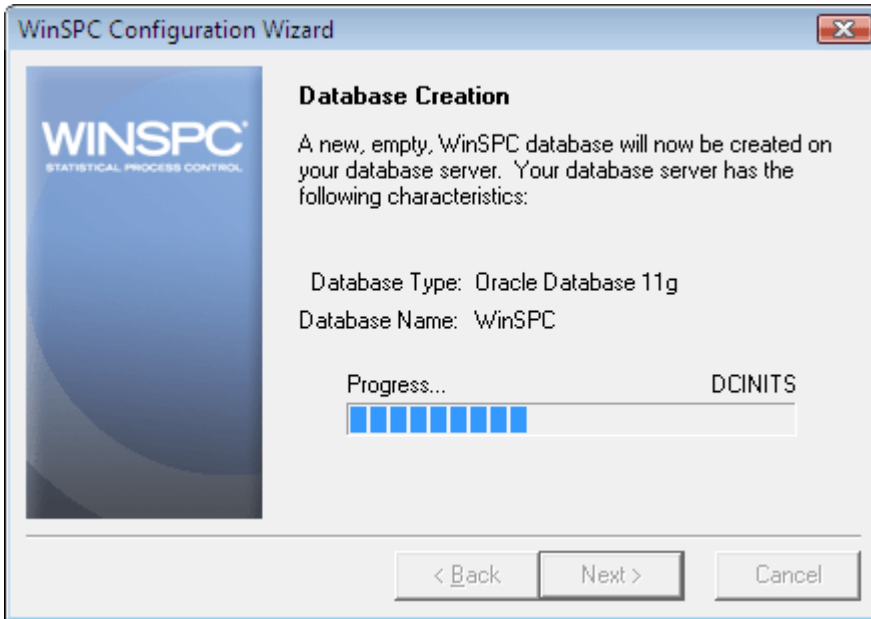 WinSPC Configuration Wizard
WINSPC
STATISTICAL PROCESS CONTROL
Database Creation
A new, empty, WinSPC database will now be created on
your database server. Your database server has the
following characteristics:
Database Type: Oracle Database 11g
Database Name: WinSPC
Progress... DCINITS
< Back Next > Cancel